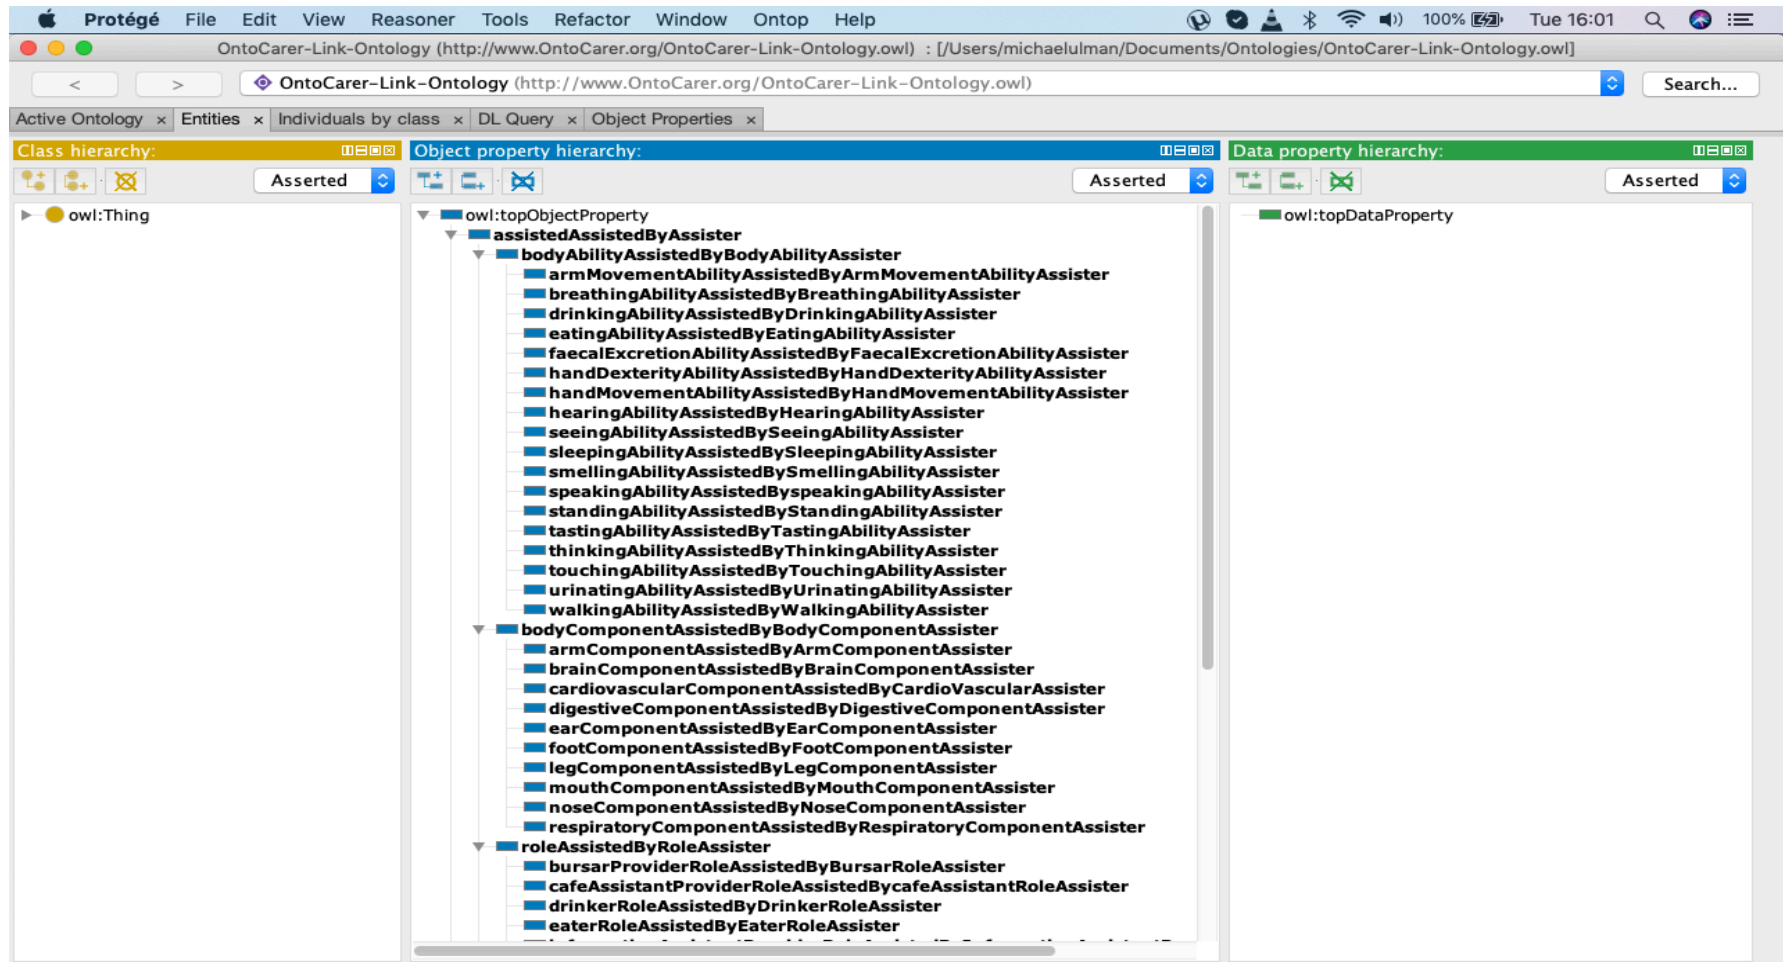 Protégé File Edit View Reasoner Tools Refactor Window Ontop Help 100% Tue 16:01
OntoCarer-Link-Ontology (http://www.OntoCarer.org/OntoCarer-Link-Ontology.owl) : [/Users/michaelulman/Documents/Ontologies/OntoCarer-Link-Ontology.owl]
< > OntoCarer-Link-Ontology (http://www.OntoCarer.org/OntoCarer-Link-Ontology.owl) Search...
Active Ontology × Entities × Individuals by class × DL Query × Object Properties ×
Class hierarchy:
Asserted
owl:Thing
Object property hierarchy:
Asserted
owl:topObjectProperty
assistedAssistedByAssister
bodyAbilityAssistedByBodyAbilityAssister
armMovementAbilityAssistedByArmMovementAbilityAssister
breathingAbilityAssistedByBreathingAbilityAssister
drinkingAbilityAssistedByDrinkingAbilityAssister
eatingAbilityAssistedByEatingAbilityAssister
faecalExcretionAbilityAssistedByFaecalExcretionAbilityAssister
handDexterityAbilityAssistedByHandDexterityAbilityAssister
handMovementAbilityAssistedByHandMovementAbilityAssister
hearingAbilityAssistedByHearingAbilityAssister
seeingAbilityAssistedBySeeingAbilityAssister
sleepingAbilityAssistedBySleepingAbilityAssister
smellingAbilityAssistedBySmellingAbilityAssister
speakingAbilityAssistedByspeakingAbilityAssister
standingAbilityAssistedByStandingAbilityAssister
tastingAbilityAssistedByTastingAbilityAssister
thinkingAbilityAssistedByThinkingAbilityAssister
touchingAbilityAssistedByTouchingAbilityAssister
urinatingAbilityAssistedByUrinatingAbilityAssister
walkingAbilityAssistedByWalkingAbilityAssister
bodyComponentAssistedByBodyComponentAssister
armComponentAssistedByArmComponentAssister
brainComponentAssistedByBrainComponentAssister
cardiovascularComponentAssistedByCardioVascularAssister
digestiveComponentAssistedByDigestiveComponentAssister
earComponentAssistedByEarComponentAssister
footComponentAssistedByFootComponentAssister
legComponentAssistedByLegComponentAssister
mouthComponentAssistedByMouthComponentAssister
noseComponentAssistedByNoseComponentAssister
respiratoryComponentAssistedByRespiratoryComponentAssister
roleAssistedByRoleAssister
bursarProviderRoleAssistedByBursarRoleAssister
cafeAssistantProviderRoleAssistedBycafeAssistantRoleAssister
drinkerRoleAssistedByDrinkerRoleAssister
eaterRoleAssistedByEaterRoleAssister
Data property hierarchy:
Asserted
owl:topDataProperty